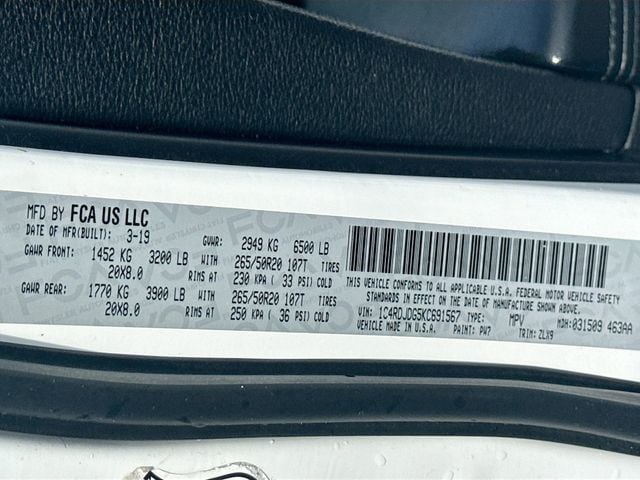 MFD BY FCA US LLC
DATE OF MFR(BUILT): 3-19 GVWR: 2949 KG 6500 LB
GAWR FRONT: 1452 KG 3200 LB WITH 265/50R20 107T TIRES
20X8.0 RIMS AT 230 KPA ( 33 PSI) COLD
GAWR REAR: 1770 KG 3900 LB WITH 265/50R20 107T TIRES
20X8.0 RIMS AT 250 KPA ( 36 PSI) COLD
THIS VEHICLE CONFORMS TO ALL APPLICABLE U.S.A. FEDERAL MOTOR VEHICLE SAFETY
STANDARDS IN EFFECT ON THE DATE OF MANUFACTURE SHOWN ABOVE.
VIN: 1C4RDJDG5KC691567 TYPE: MPV MDH:031509 463AA
VEHICLE MADE IN U.S.A. PAINT: PW7 TRIM: ZLX9